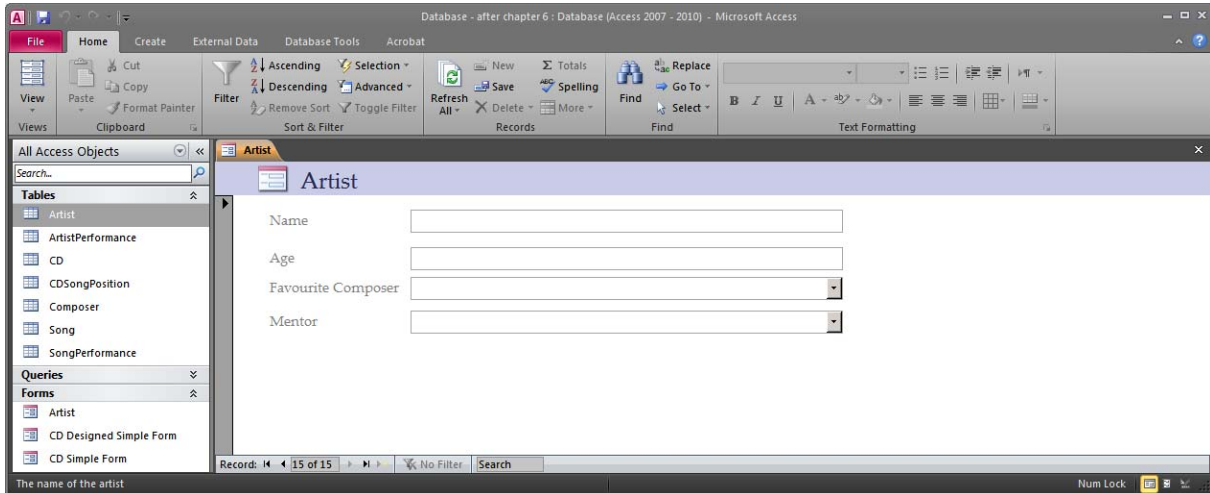 Database - after chapter 6 : Database (Access 2007 - 2010) - Microsoft Access
File Home Create External Data Database Tools Acrobat
View
Views
Paste
Cut
Copy
Format Painter
Clipboard
Filter
Ascending
Descending
Remove Sort
Selection
Advanced
Toggle Filter
Sort & Filter
Refresh
All
New
Save
Delete
Totals
Spelling
More
Records
Find
Replace
Go To
Select
Find
B I U A
Text Formatting
All Access Objects
Search...
Tables
Artist
ArtistPerformance
CD
CDSongPosition
Composer
Song
SongPerformance
Queries
Forms
Artist
CD Designed Simple Form
CD Simple Form
Artist
Artist
Name
Age
Favourite Composer
Mentor
Record: 15 of 15 No Filter Search
The name of the artist
Num Lock